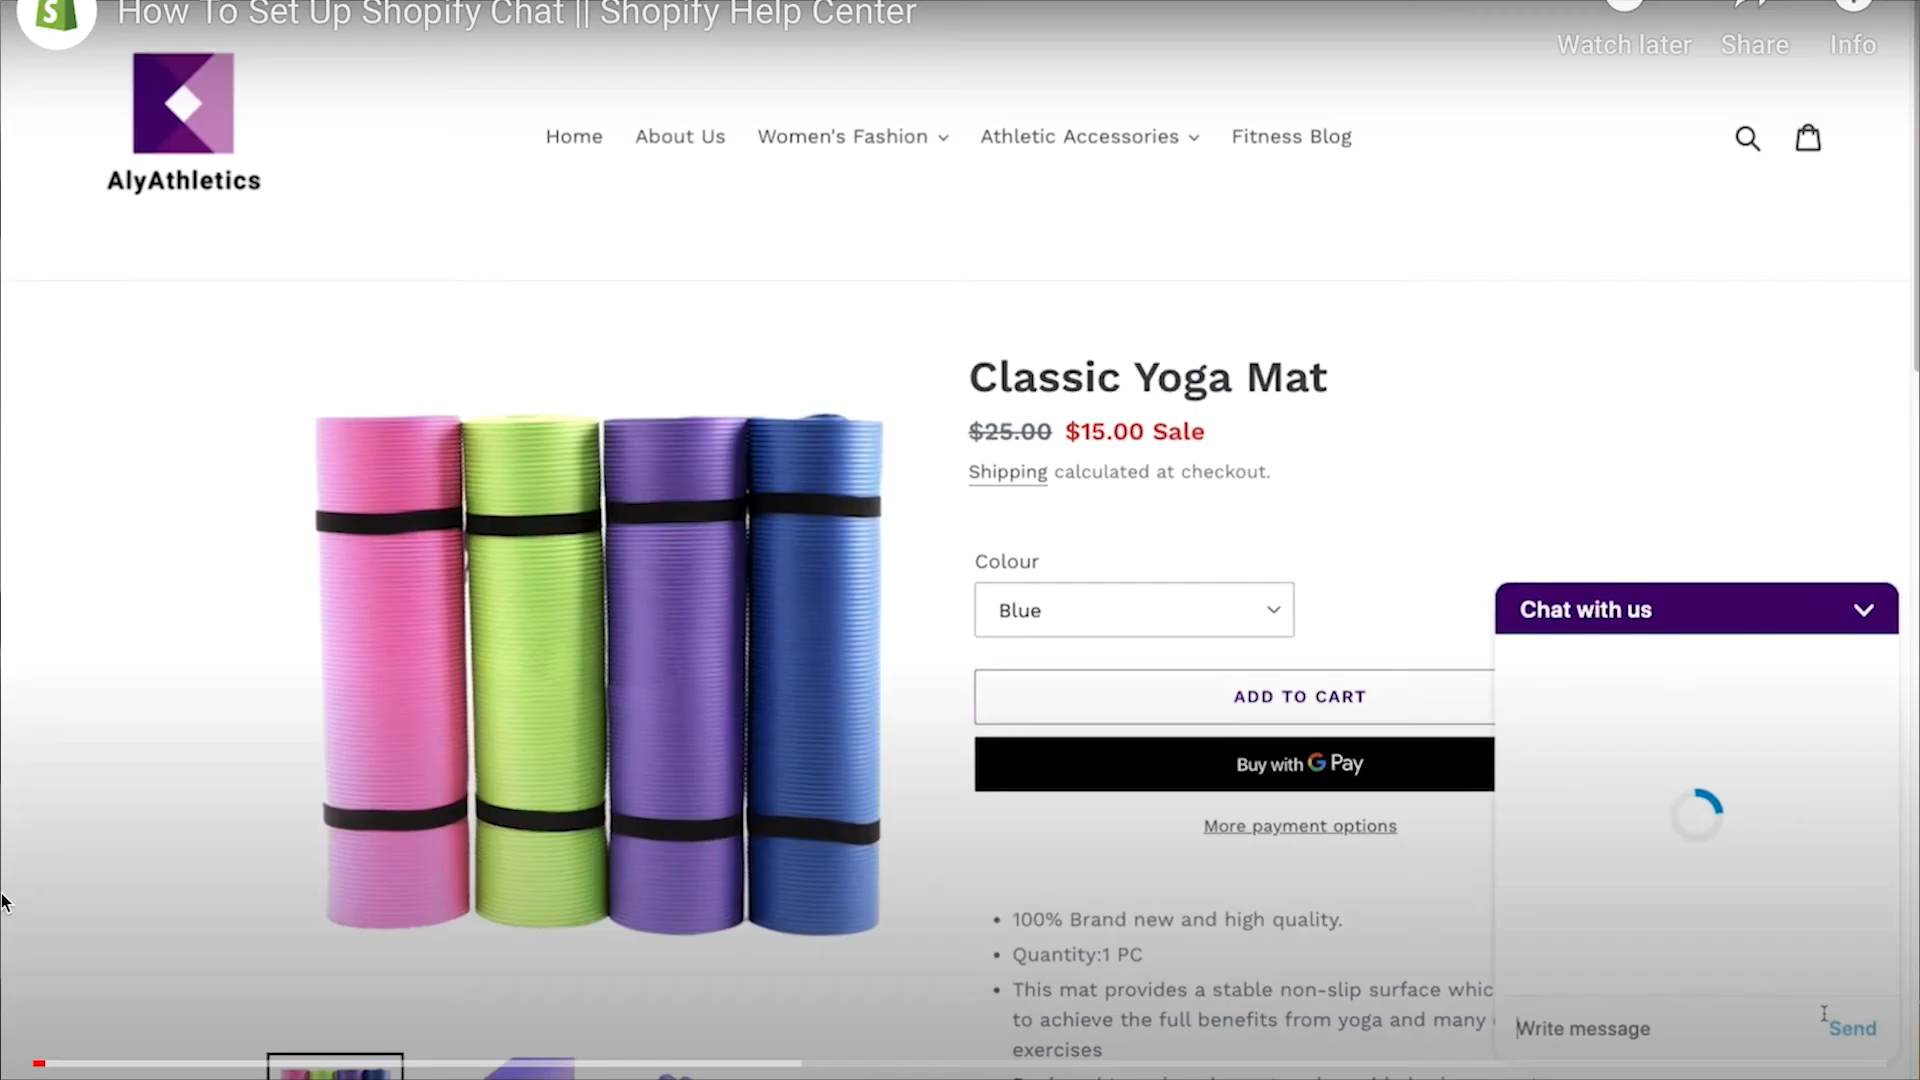 How To Set Up Shopify Chat || Shopify Help Center
Watch later Share Info
AlyAthletics
Home About Us Women's Fashion Athletic Accessories Fitness Blog
Classic Yoga Mat
$25.00 $15.00 Sale
Shipping calculated at checkout.
Colour
Blue
ADD TO CART
Buy with G Pay
More payment options
100% Brand new and high quality.
Quantity:1 PC
This mat provides a stable non-slip surface
to achieve the full benefits from yoga and many
exercises
Chat with us
Write message
Send